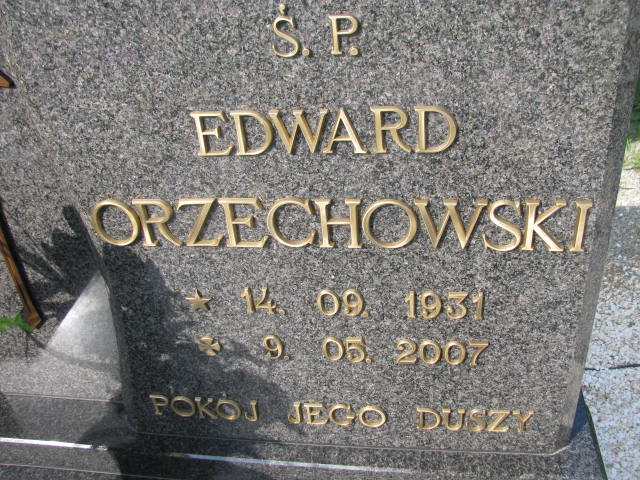 Ś. P.
EDWARD
ORZECHOWSKI
14. 09. 1931
9. 05. 2007
POKÓJ JEGO DUSZY